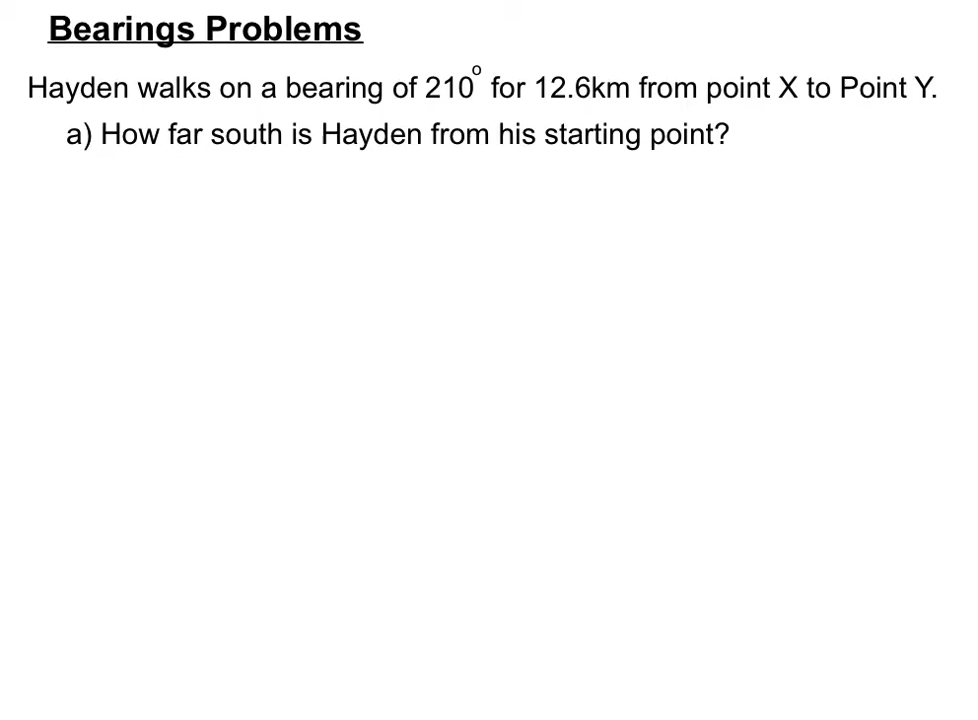 Bearings Problems
Hayden walks on a bearing of 210° for 12.6km from point X to Point Y.
a) How far south is Hayden from his starting point?